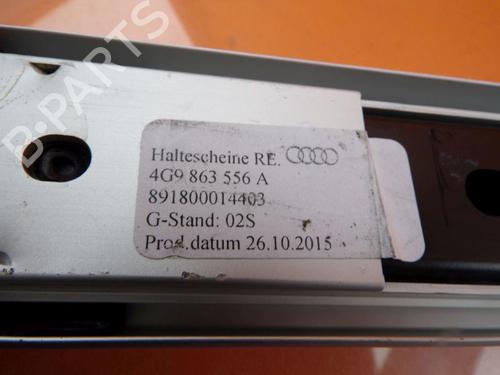 B-PARTS
Haltescheine RE.
4G9 863 556 A
891800014403
G-Stand: 02S
Prod.datum 26.10.2015